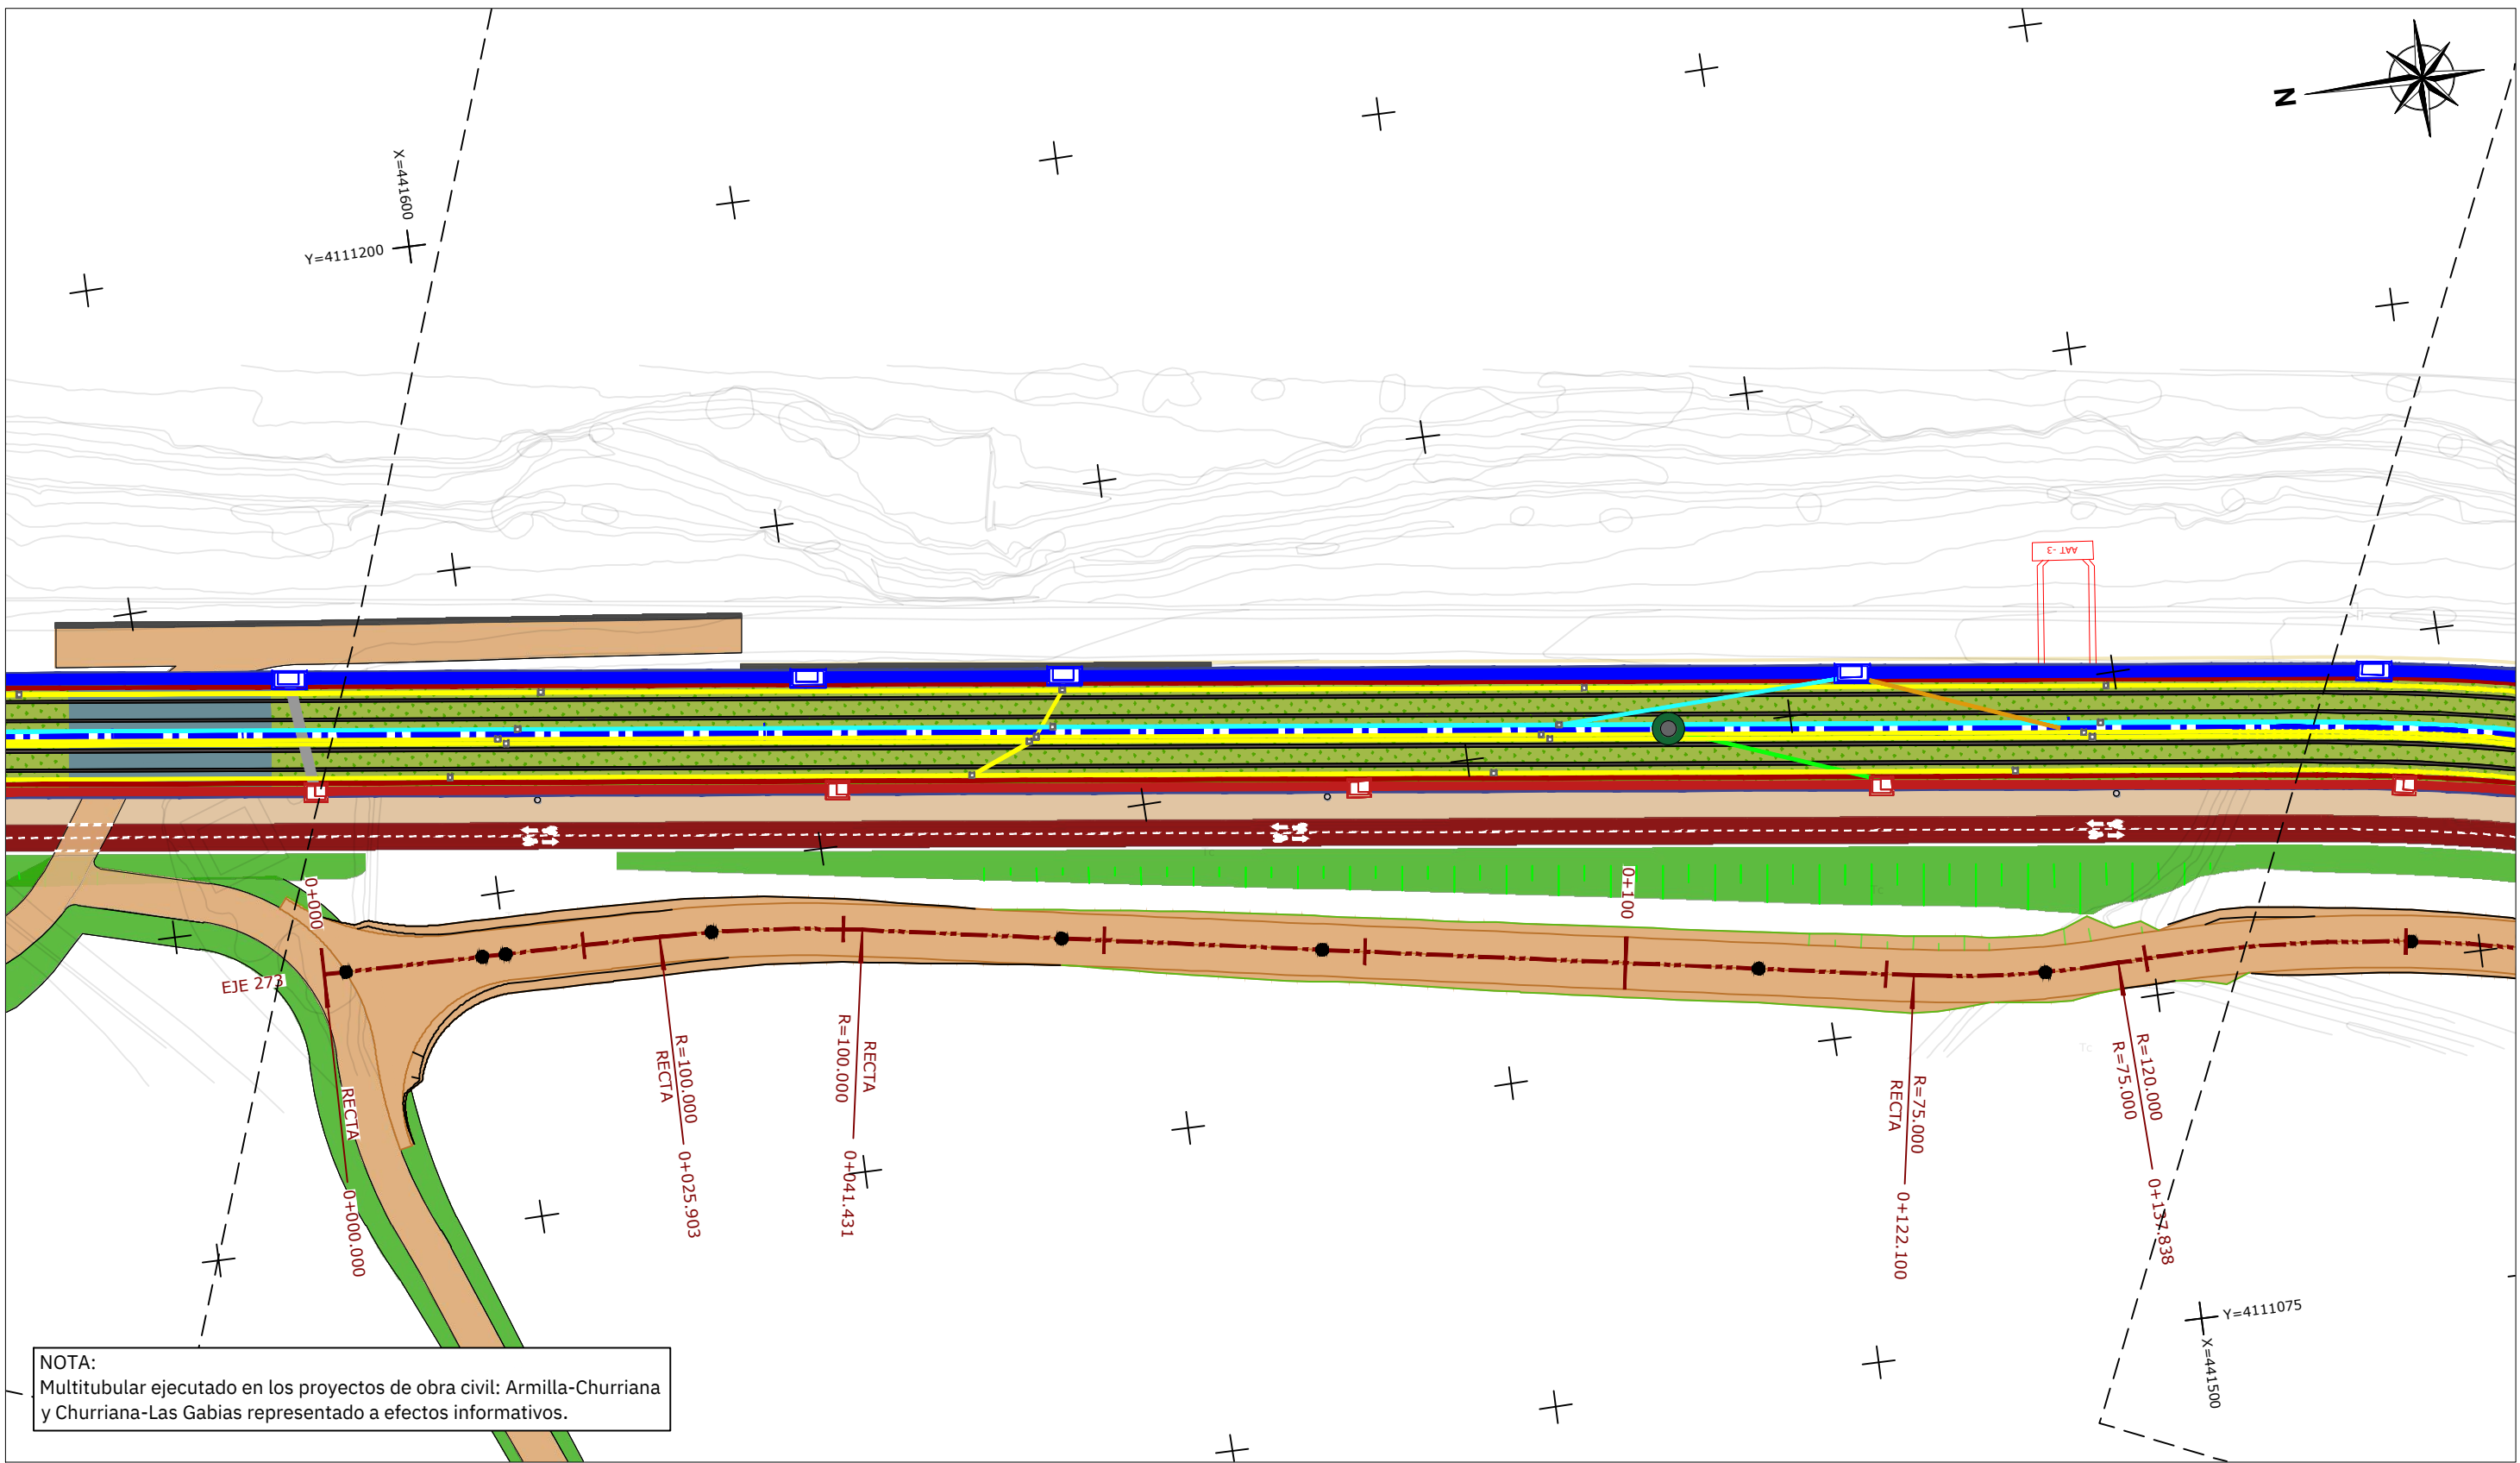 N
X=441600
Y=4111200
AAT -3
0+000
0+100
Tc
EJE 273
Tc
RECTA
0+000.000
R=100.000
RECTA
0+025.903
RECTA
R=100.000
0+041.431
R=75.000
RECTA
0+122.100
R=120.000
R=75.000
0+137.838
Y=4111075
X=441500
NOTA:
Multitubular ejecutado en los proyectos de obra civil: Armilla-Churriana
y Churriana-Las Gabias representado a efectos informativos.